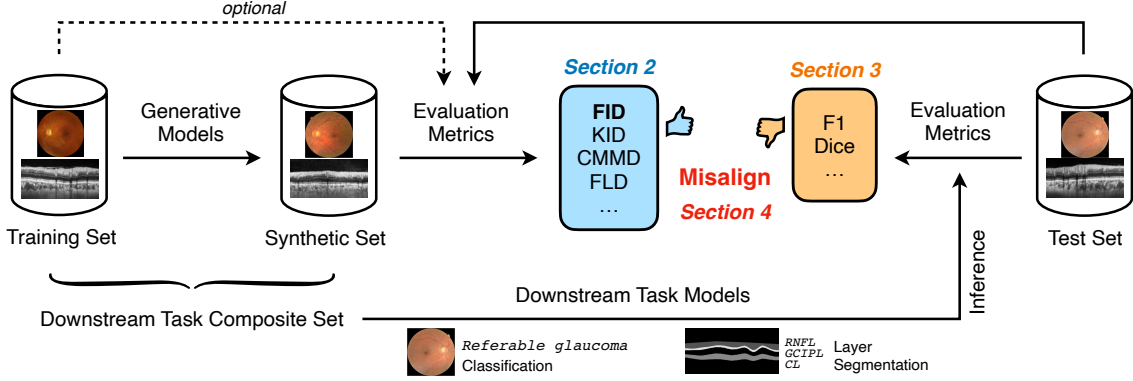 optional
Section 2
Section 3
Generative
Models
Evaluation
Metrics
FID
KID
CMMD
FLD
...
Misalign
Section 4
F1
Dice
...
Evaluation
Metrics
Training Set
Synthetic Set
Test Set
Inference
Downstream Task Models
Downstream Task Composite Set
Referable glaucoma
Classification
RNFL
GCIPL
CL
Layer
Segmentation